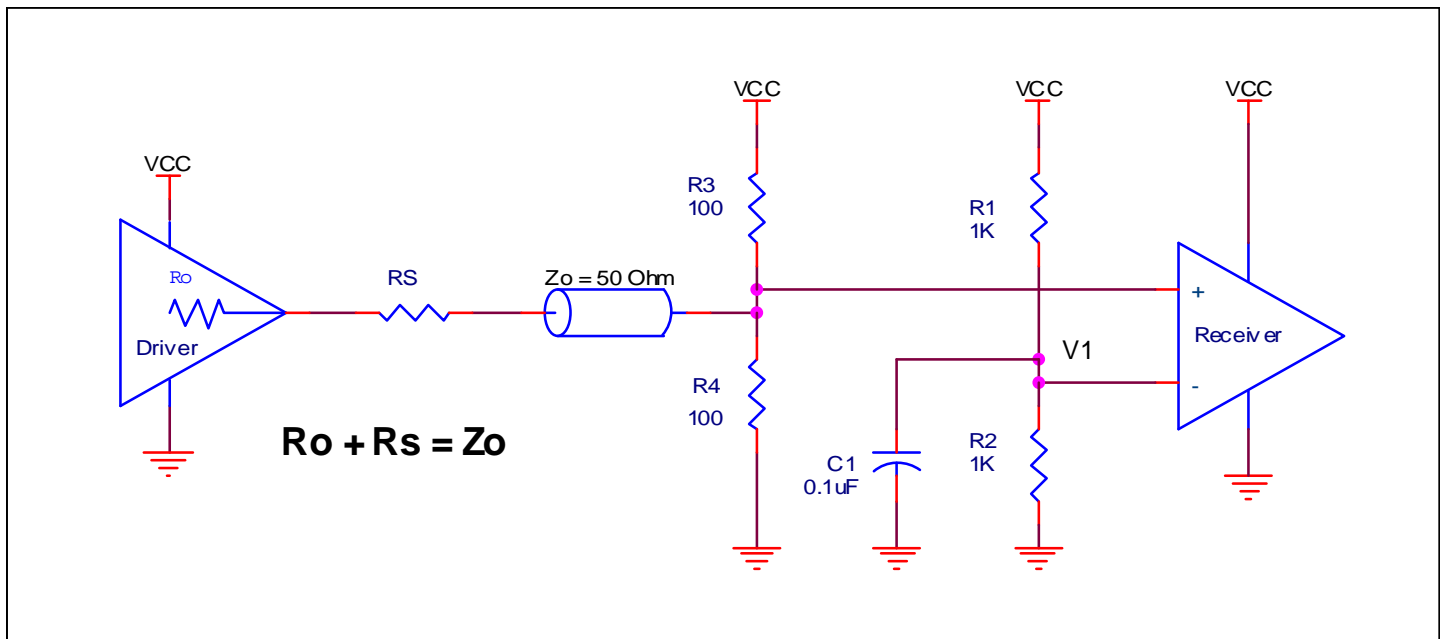 VCC
VCC
VCC
VCC
R3
100
R1
1K
Ro
RS
Zo = 50 Ohm
+
Driver
Receiver
V1
-
R4
100
Ro + Rs = Zo
R2
1K
C1
0.1uF